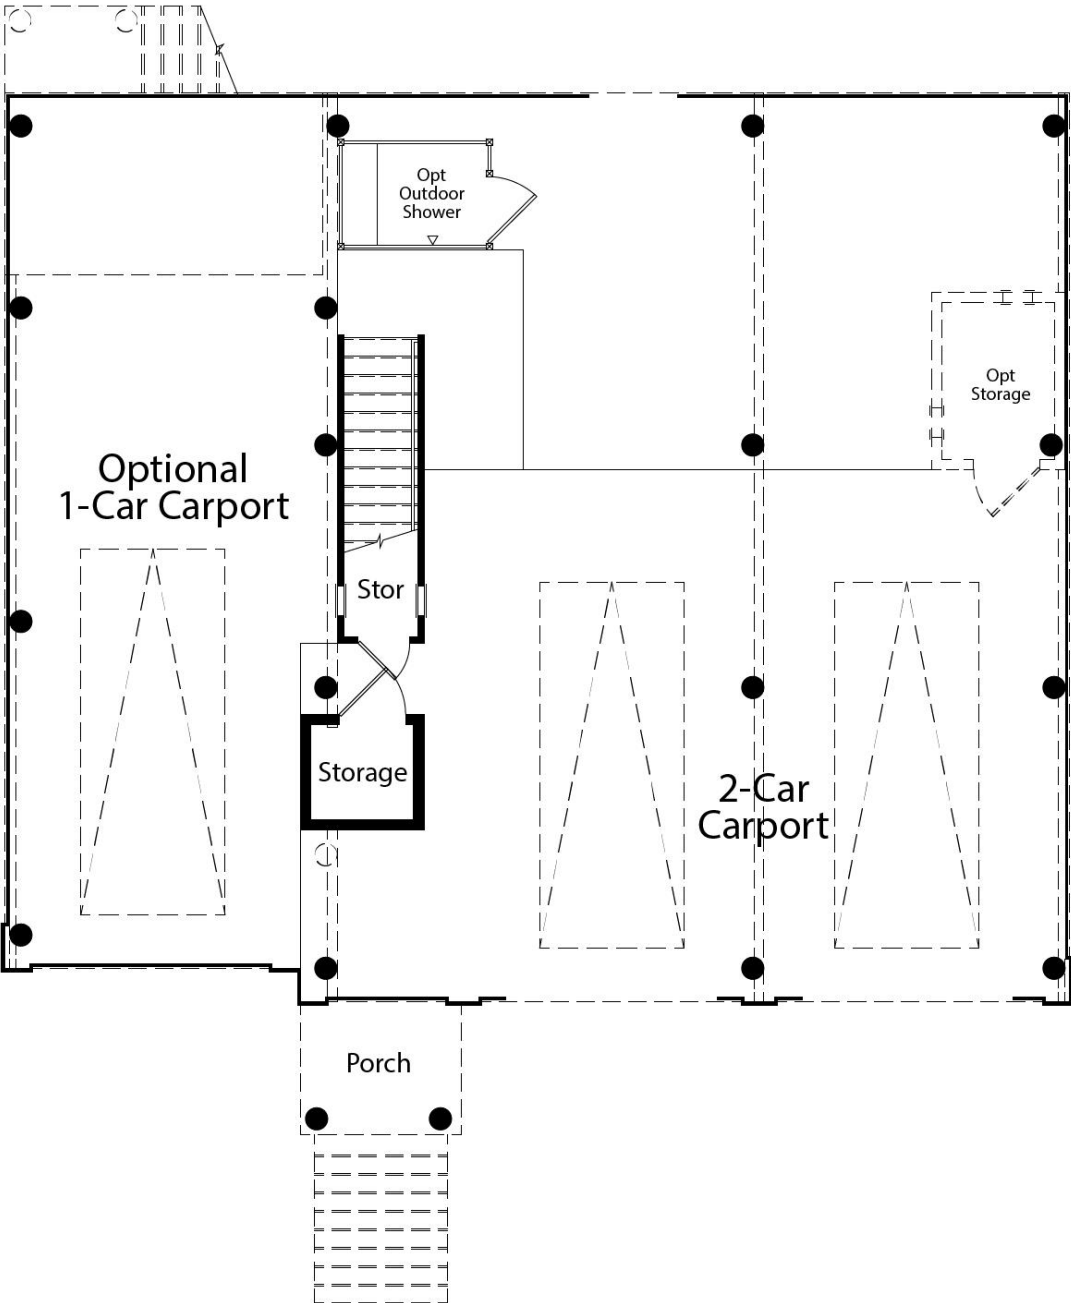 Opt
Outdoor
Shower
Opt
Storage
Optional
1-Car Carport
Stor
Storage
2-Car
Carport
Porch